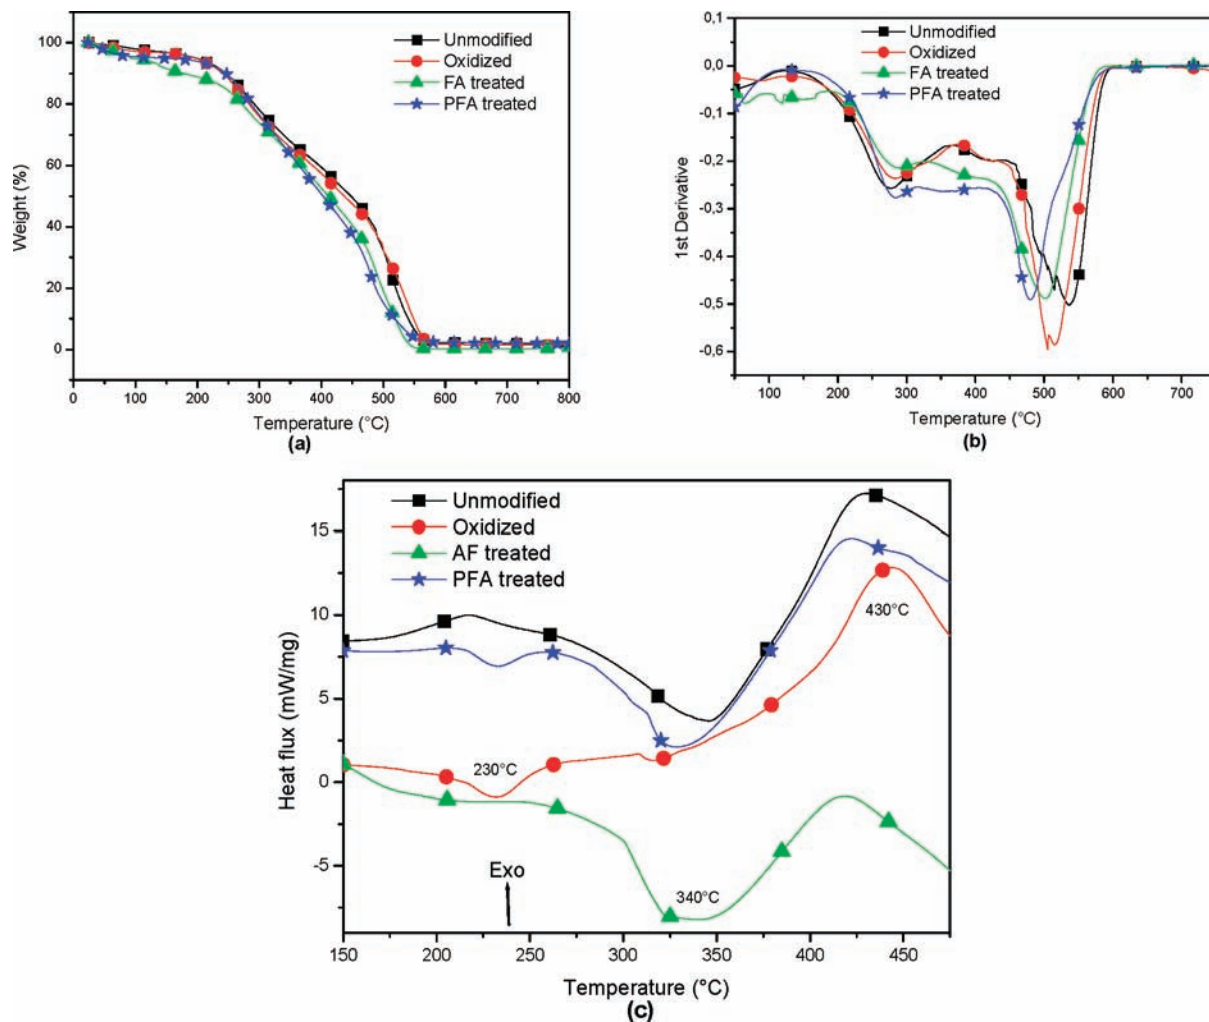 Unmodified
Oxidized
FA treated
PFA treated
100
80
60
40
20
0
Weight (%)
0 100 200 300 400 500 600 700 800
Temperature (°C)
(a)
0,1
0,0
-0,1
-0,2
-0,3
-0,4
-0,5
-0,6
1st Derivative
Unmodified
Oxidized
FA treated
PFA treated
100 200 300 400 500 600 700
Temperature (°C)
(b)
Unmodified
Oxidized
AF treated
PFA treated
15
10
5
0
-5
Heat flux (mW/mg)
430°C
230°C
Exo
340°C
150 200 250 300 350 400 450
Temperature (°C)
(c)